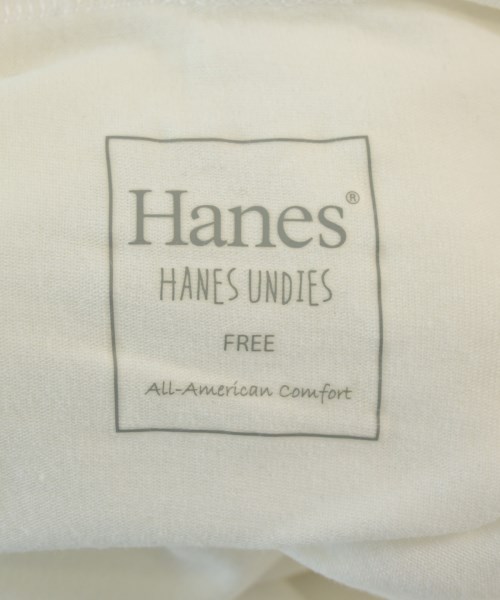 Hanes®
HANES UNDIES
FREE
All-American Comfort